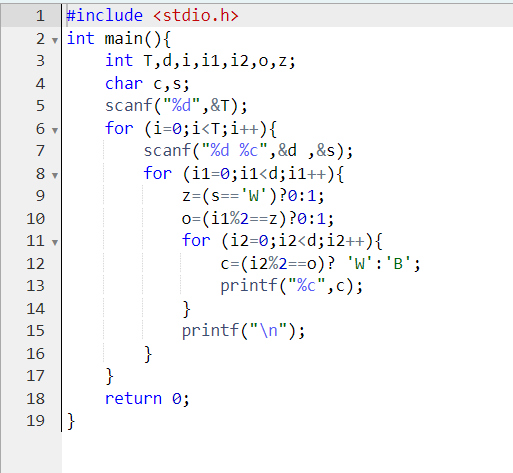 1 #include <stdio.h>
2 int main(){
3 int T,d,i,i1,i2,o,z;
4 char c,s;
5 scanf("%d",&T);
6 for (i=0;i<T;i++){
7 scanf("%d %c",&d ,&s);
8 for (i1=0;i1<d;i1++){
9 z=(s=='W')?0:1;
10 o=(i1%2==z)?0:1;
11 for (i2=0;i2<d;i2++){
12 c=(i2%2==o)? 'W':'B';
13 printf("%c",c);
14 }
15 printf("\n");
16 }
17 }
18 return 0;
19 }